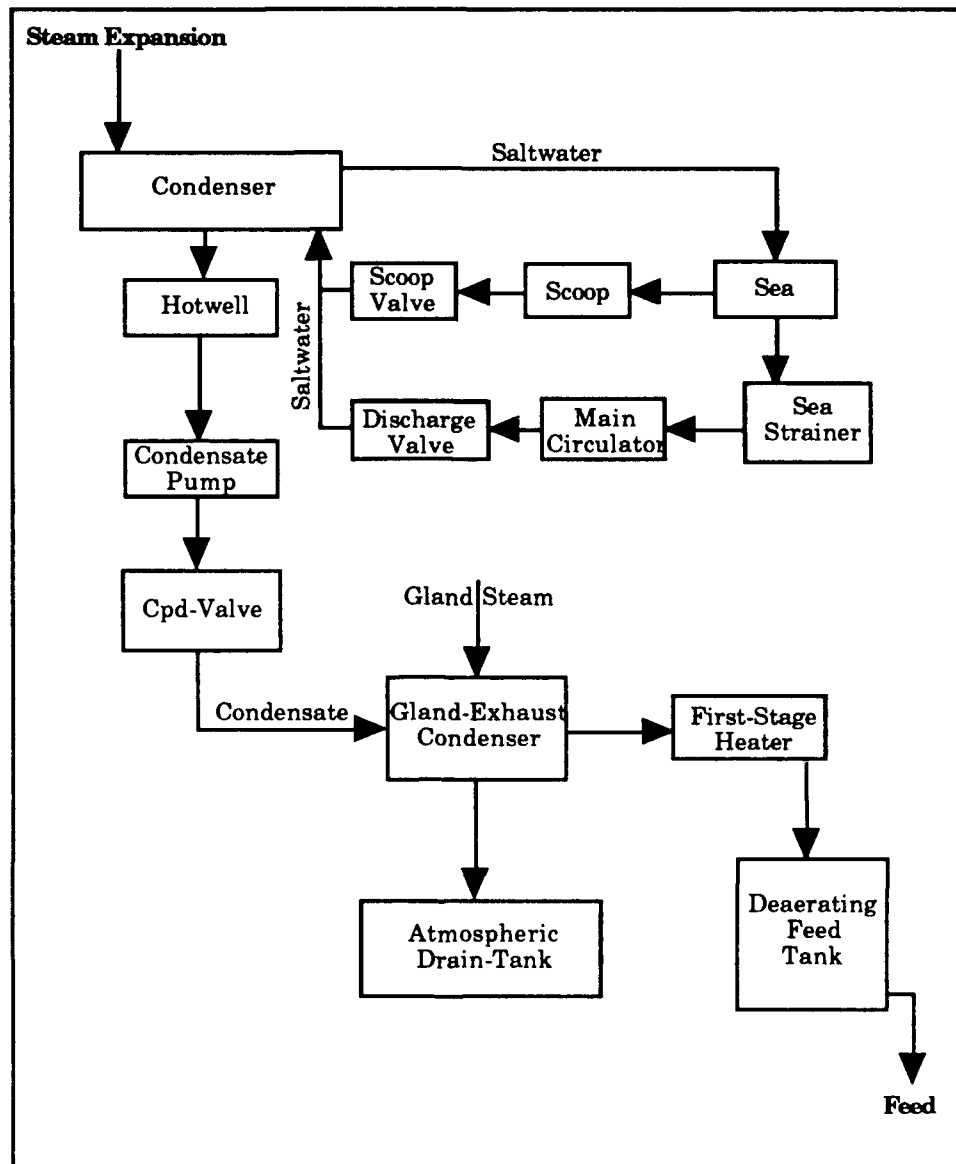 Steam Expansion
Saltwater
Condenser
Scoop
Valve
Scoop
Sea
Hotwell
Saltwater
Discharge
Valve
Main
Circulator
Sea
Strainer
Condensate
Pump
Cpd-Valve
Gland Steam
Condensate
Gland-Exhaust
Condenser
First-Stage
Heater
Atmospheric
Drain-Tank
Deaerating
Feed
Tank
Feed